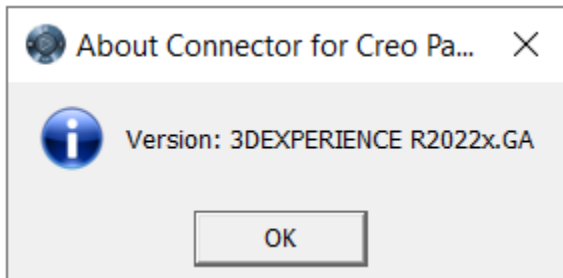 About Connector for Creo Pa...
Version: 3DEXPERIENCE R2022x.GA
OK